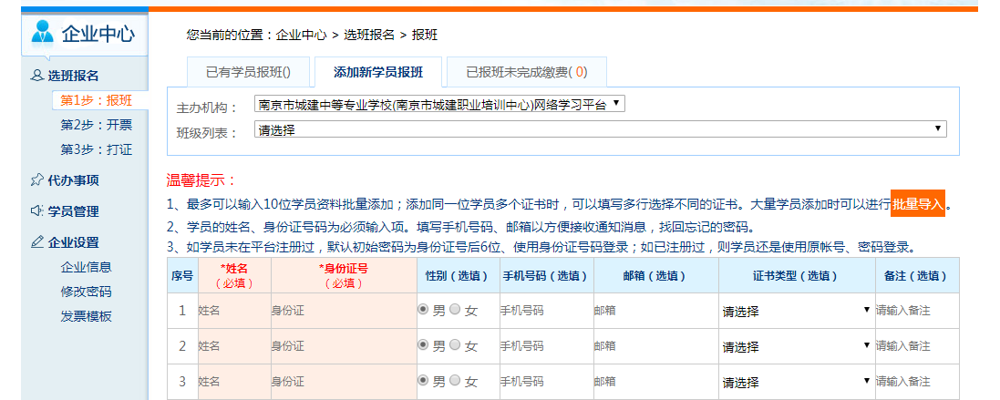 企业中心
选班报名
第1步：报班
第2步：开票
第3步：打证
代办事项
学员管理
企业设置
企业信息
修改密码
发票模板
您当前的位置：企业中心 > 选班报名 > 报班
已有学员报班() 添加新学员报班 已报班未完成缴费( 0)
主办机构： 南京市城建中等专业学校(南京市城建职业培训中心)网络学习平台
班级列表： 请选择
温馨提示：
1、最多可以输入10位学员资料批量添加；添加同一位学员多个证书时，可以填写多行选择不同的证书。大量学员添加时可以进行批量导入。
2、学员的姓名、身份证号码为必须输入项。填写手机号码、邮箱以方便接收通知消息，找回忘记的密码。
3、如学员未在平台注册过，默认初始密码为身份证号后6位、使用身份证号码登录；如已注册过，则学员还是使用原帐号、密码登录。
序号 *姓名（必填） *身份证号（必填） 性别（选填） 手机号码（选填） 邮箱（选填） 证书类型（选填） 备注（选填）
1 姓名 身份证 男 女 手机号码 邮箱 请选择 请输入备注
2 姓名 身份证 男 女 手机号码 邮箱 请选择 请输入备注
3 姓名 身份证 男 女 手机号码 邮箱 请选择 请输入备注